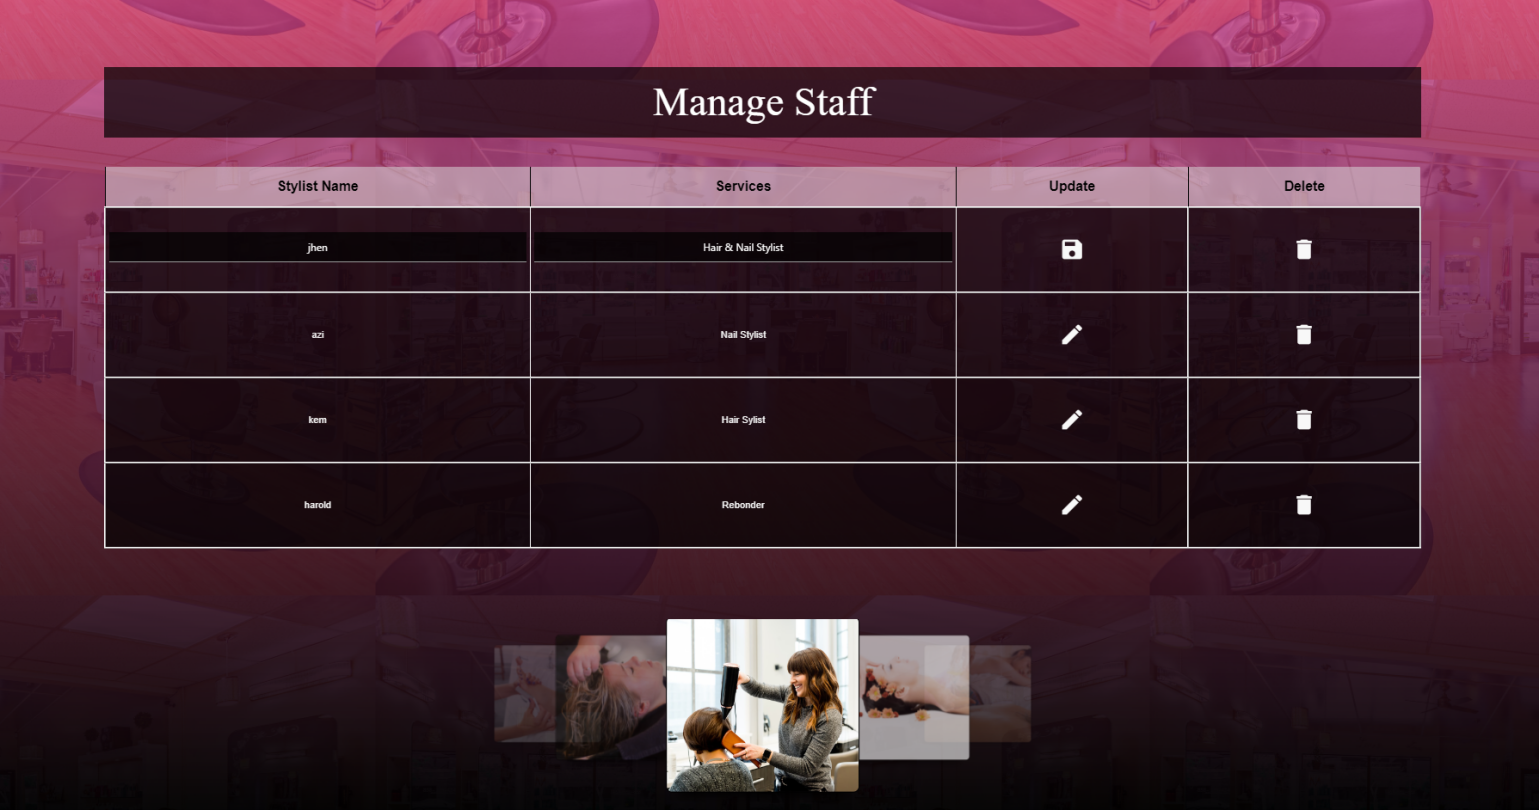 Manage Staff
Stylist Name Services Update Delete
jhen Hair & Nail Stylist
azi Nail Stylist
kem Hair Sylist
harold Rebonder